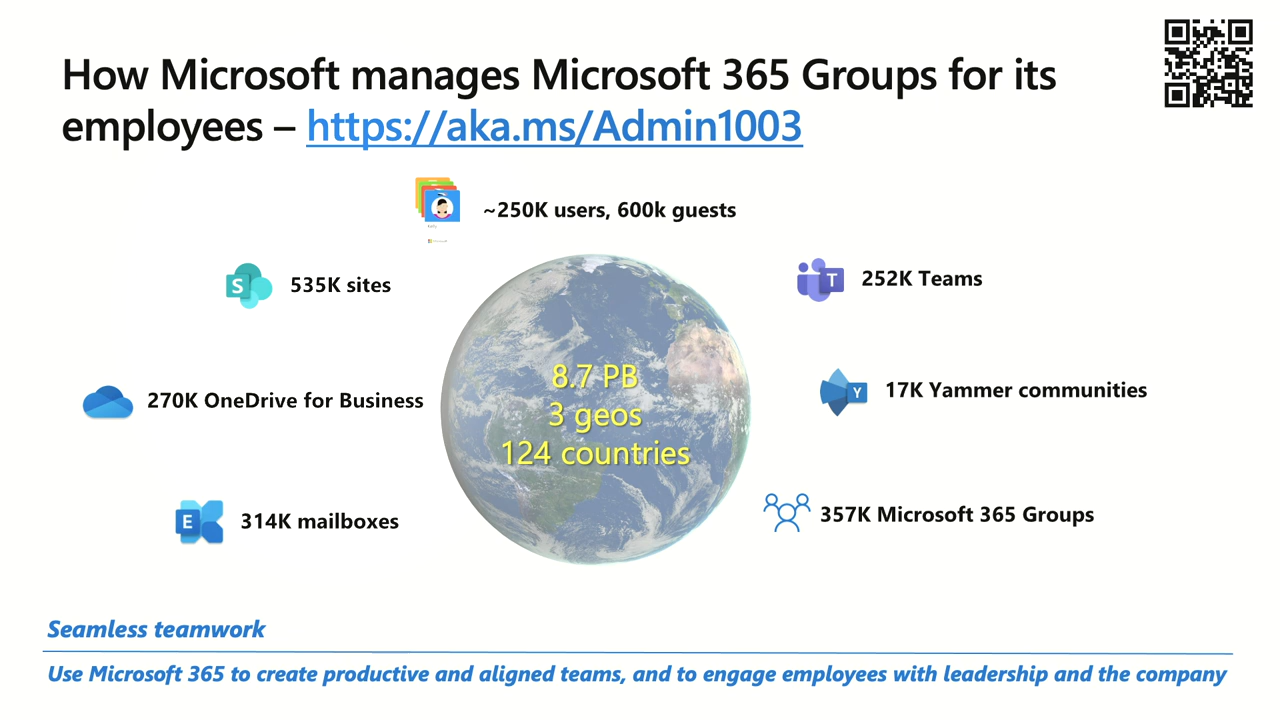 How Microsoft manages Microsoft 365 Groups for its
employees – https://aka.ms/Admin1003
~250K users, 600k guests
S
535K sites
T
252K Teams
270K OneDrive for Business
Y
17K Yammer communities
8.7 PB
3 geos
124 countries
E
314K mailboxes
357K Microsoft 365 Groups
Seamless teamwork
Use Microsoft 365 to create productive and aligned teams, and to engage employees with leadership and the company